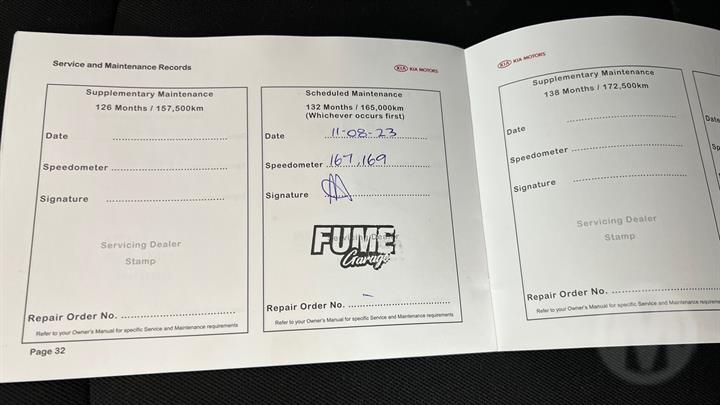 Service and Maintenance Records
KIA KIA MOTORS
Supplementary Maintenance
126 Months / 157,500km
Date
Speedometer
Signature
Servicing Dealer
Stamp
Repair Order No.
Refer to your Owner's Manual for specific Service and Maintenance requirements
Page 32
Scheduled Maintenance
132 Months / 165,000km
(Whichever occurs first)
Date 11-08-23
Speedometer 167,169
Signature
FUME
Garage
Repair Order No. -
Refer to your Owner's Manual for specific Service and Maintenance requirements
KIA KIA MOTORS
Supplementary Maintenance
138 Months / 172,500km
Date
Speedometer
Signature
Servicing Dealer
Stamp
Repair Order No.
Refer to your Owner's Manual for specific Service and Maintenance requirements
Date
Sp